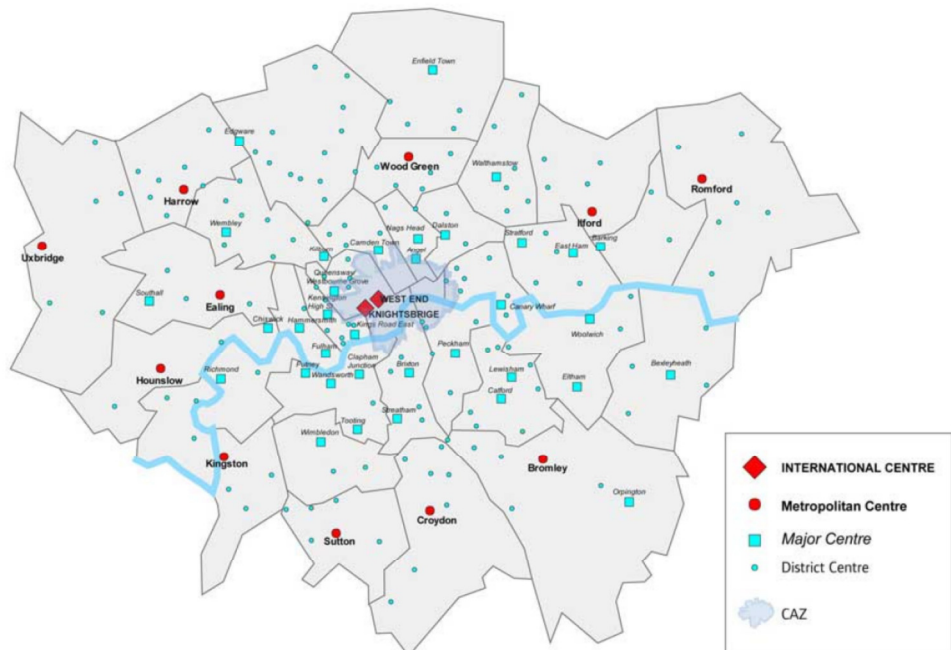 Enfield Town
Edgware
Wood Green
Walthamstow
Romford
Harrow
Ilford
Wembley
Nags Head
Dalston
Stratford
Uxbridge
Kilburn
Camden Town
Angel
East Ham
Barking
Queensway
Westbourne Grove
Southall
Ealing
Kensington
High St
WEST END
KNIGHTSBRIGE
Canary Wharf
Chiswick
Hammersmith
Kings Road East
Woolwich
Fulham
Clapham
Junction
Peckham
Hounslow
Richmond
Putney
Wandsworth
Brixton
Lewisham
Eltham
Bexleyheath
Catford
Streatham
Tooting
Wimbledon
Kingston
Bromley
Orpington
Croydon
Sutton
INTERNATIONAL CENTRE
Metropolitan Centre
Major Centre
District Centre
CAZ